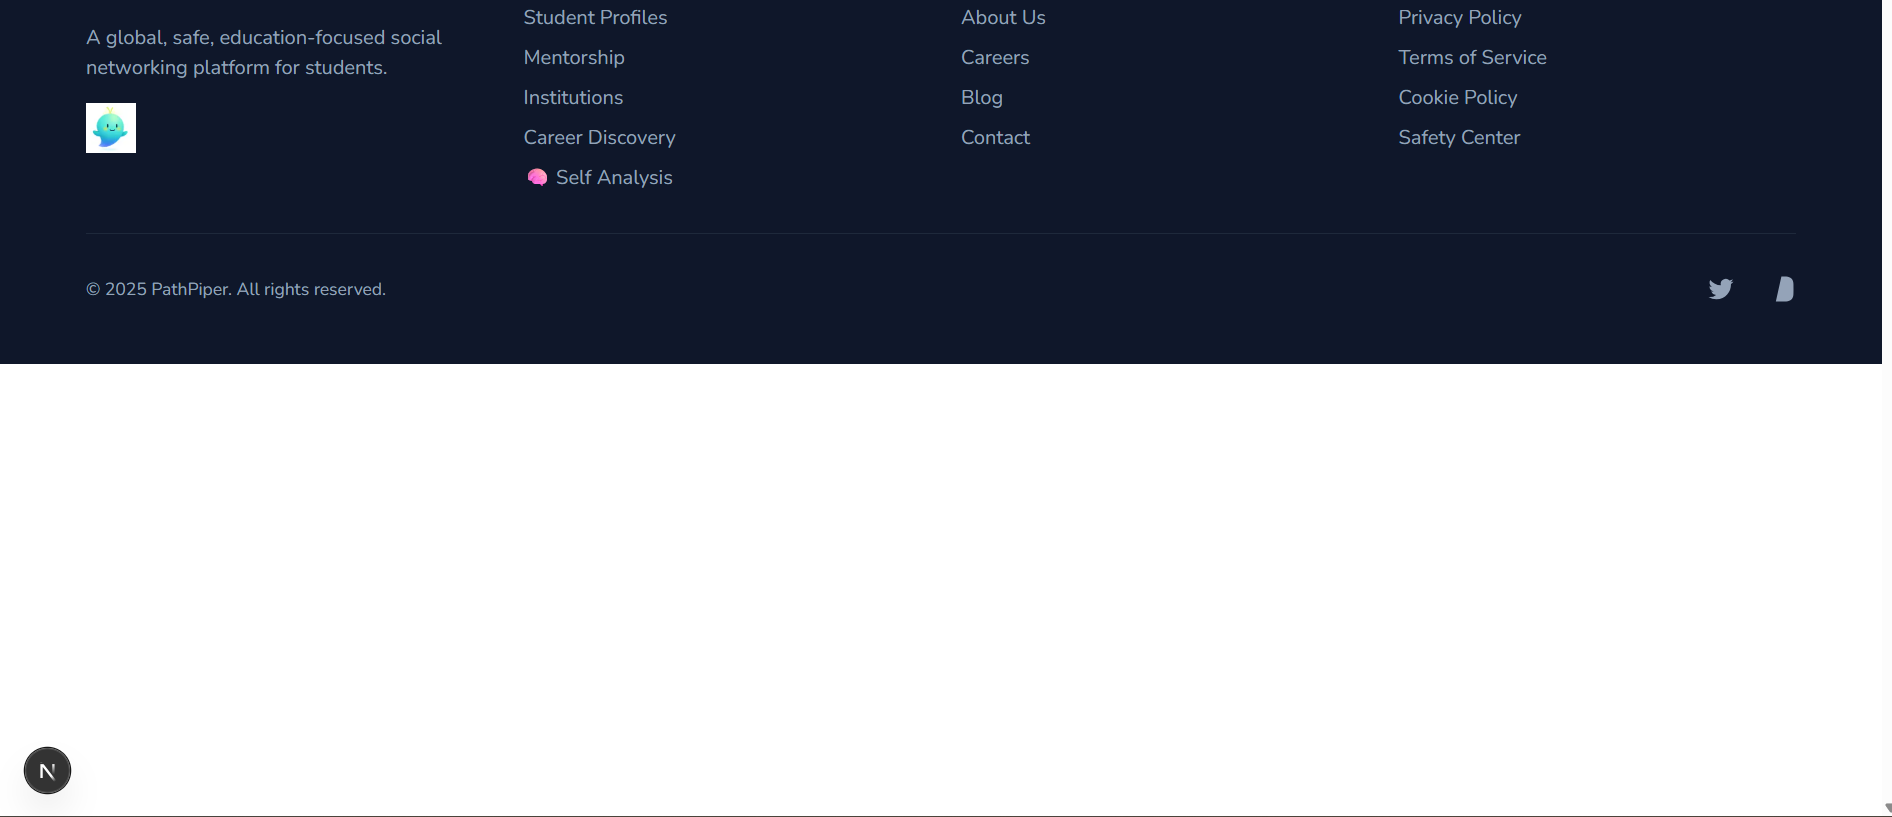 A global, safe, education-focused social
networking platform for students.
Student Profiles
Mentorship
Institutions
Career Discovery
🧠 Self Analysis
About Us
Careers
Blog
Contact
Privacy Policy
Terms of Service
Cookie Policy
Safety Center
© 2025 PathPiper. All rights reserved.
N